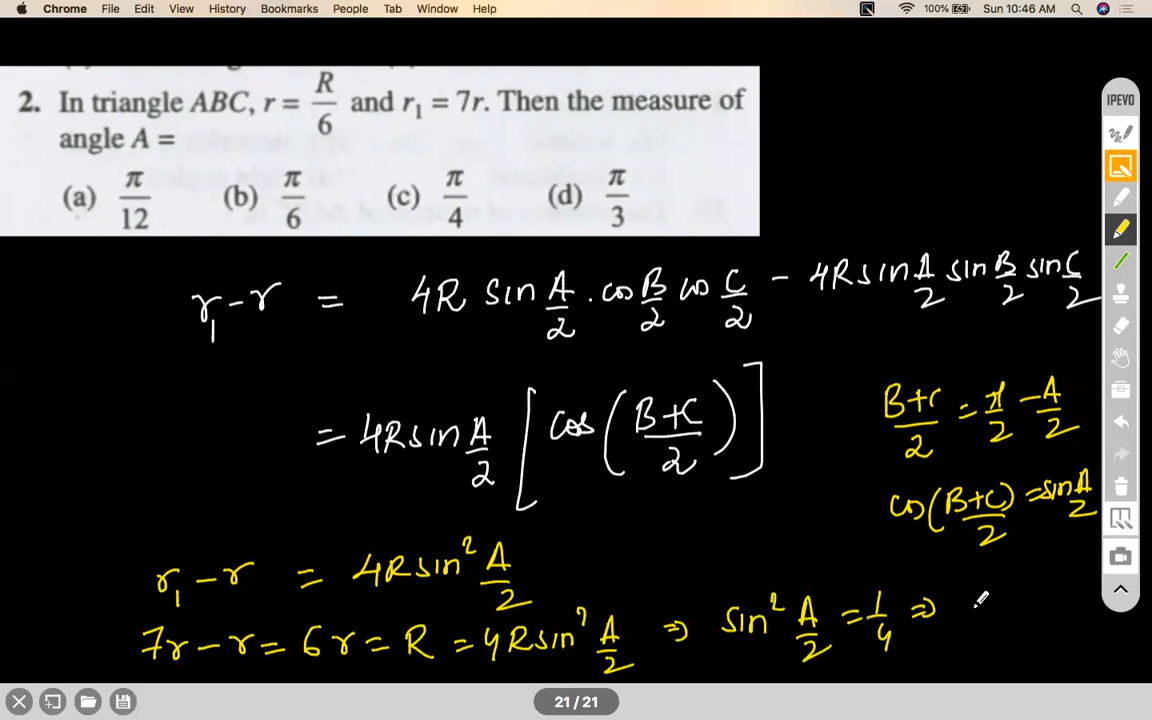 Chrome File Edit View History Bookmarks People Tab Window Help 100% Sun 10:46 AM
2. In triangle ABC, r = R/6 and r₁ = 7r. Then the measure of
angle A =
(a) π/12 (b) π/6 (c) π/4 (d) π/3
IPEVO
r₁ - r = 4R sin A/2 . cos B/2 cos C/2 - 4R sin A/2 sin B/2 sin C/2
= 4R sin A/2 [cos (B+C/2)]
B+C/2 = π/2 - A/2
cos(B+C/2) = sin A/2
r₁ - r = 4R sin² A/2
7r - r = 6r = R = 4R sin² A/2 ⇒ sin² A/2 = 1/4 ⇒
21 / 21